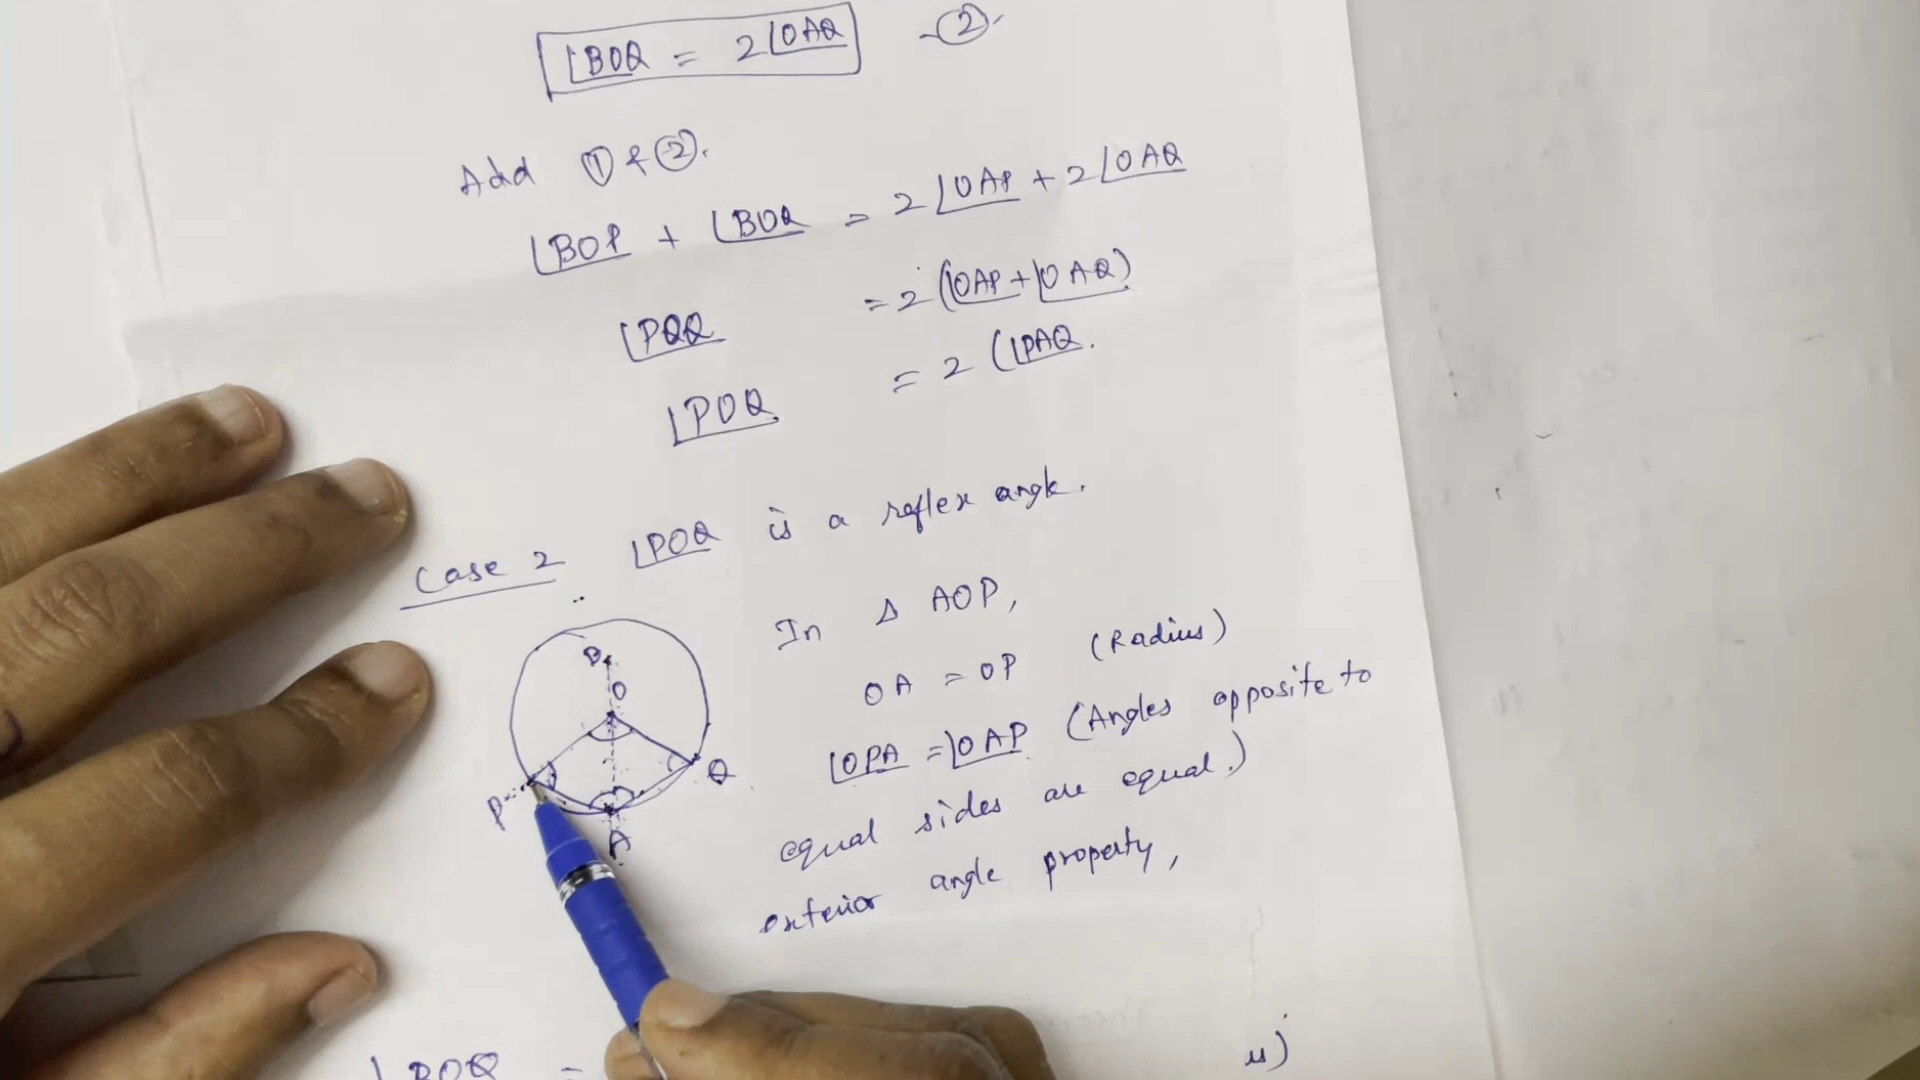 ∠BOQ = 2∠OAQ -②.
Add ① & ②.
∠BOP + ∠BOQ = 2∠OAP + 2∠OAQ
∠PQQ = 2(∠OAP+∠OAQ)
∠POQ = 2(∠PAQ.
Case 2 ∠POQ is a reflex angle.
In Δ AOP,
OA = OP (Radius)
∠OPA = ∠OAP (Angles opposite to
equal sides are equal.)
exterior angle property,
B
O
P
Q
A
∠BOQ =